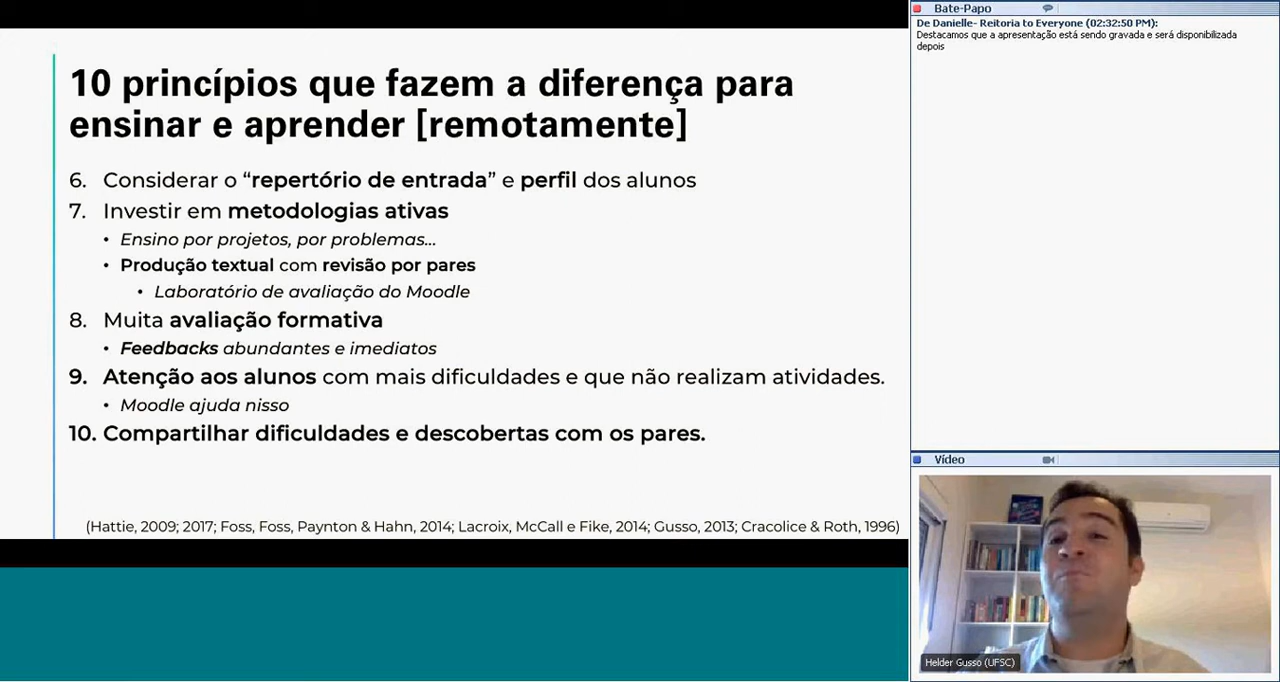 10 princípios que fazem a diferença para
ensinar e aprender [remotamente]
6. Considerar o “repertório de entrada” e perfil dos alunos
7. Investir em metodologias ativas
• Ensino por projetos, por problemas...
• Produção textual com revisão por pares
• Laboratório de avaliação do Moodle
8. Muita avaliação formativa
• Feedbacks abundantes e imediatos
9. Atenção aos alunos com mais dificuldades e que não realizam atividades.
• Moodle ajuda nisso
10. Compartilhar dificuldades e descobertas com os pares.
(Hattie, 2009; 2017; Foss, Foss, Paynton & Hahn, 2014; Lacroix, McCall e Fike, 2014; Gusso, 2013; Cracolice & Roth, 1996)
Bate-Papo
De Danielle- Reitoria to Everyone (02:32:50 PM):
Destacamos que a apresentação está sendo gravada e será disponibilizada
depois
Vídeo
Helder Gusso (UFSC)